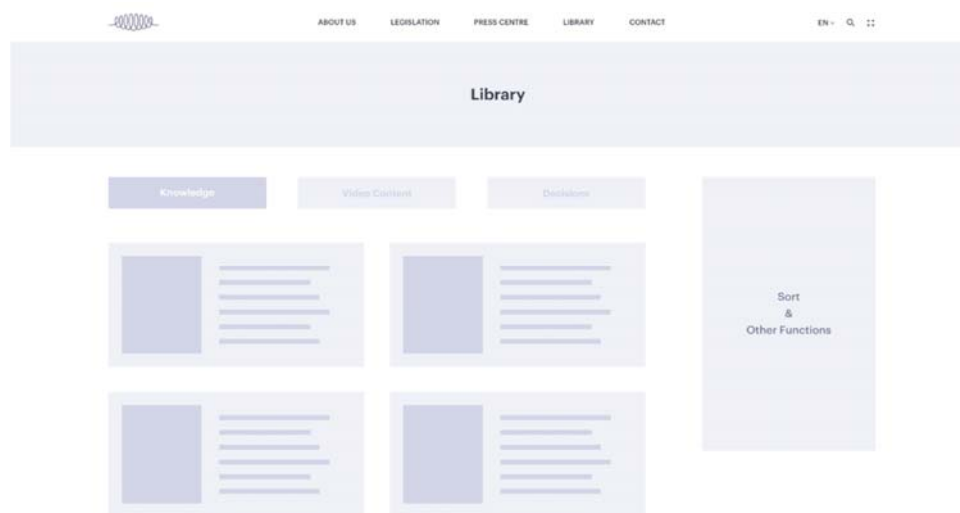 ABOUT US LEGISLATION PRESS CENTRE LIBRARY CONTACT EN
Library
Knowledge Video Content Decisions
Sort
&
Other Functions